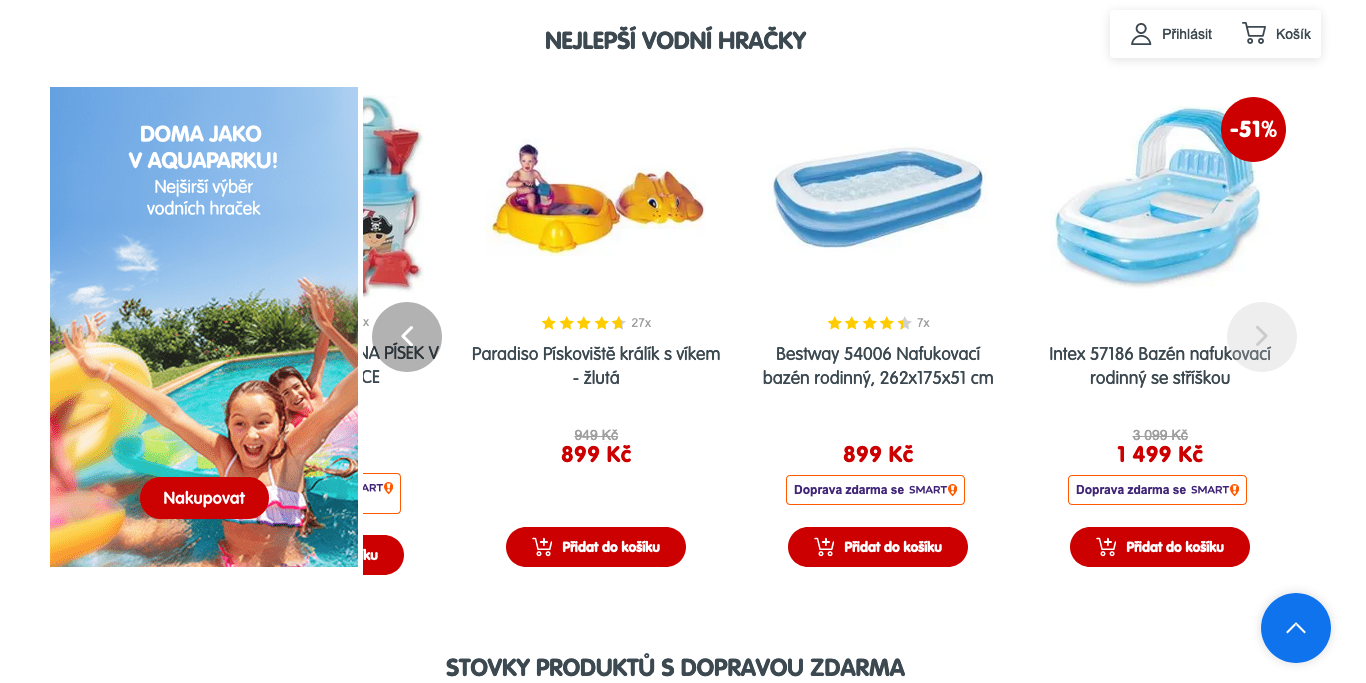 NEJLEPŠÍ VODNÍ HRAČKY
Přihlásit
Košík
DOMA JAKO
V AQUAPARKU!
Nejširší výběr
vodních hraček
Nakupovat
x
NA PÍSEK V
CE
ART
ku
27x
Paradiso Pískoviště králík s víkem
- žlutá
949 Kč
899 Kč
Přidat do košíku
7x
Bestway 54006 Nafukovací
bazén rodinný, 262x175x51 cm
899 Kč
Doprava zdarma se SMART!
Přidat do košíku
-51%
Intex 57186 Bazén nafukovací
rodinný se stříškou
3 099 Kč
1 499 Kč
Doprava zdarma se SMART!
Přidat do košíku
STOVKY PRODUKTŮ S DOPRAVOU ZDARMA